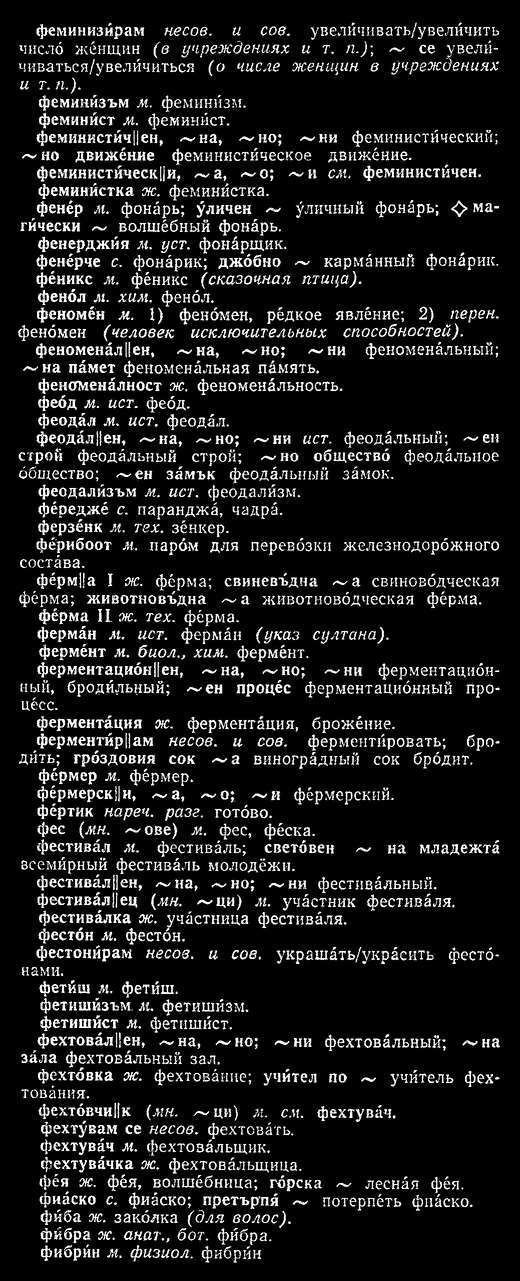 феминизи́рам несов. и сов. увели́чивать/увели́чить
число́ же́нщин (в учреждениях и т. п.); ~ се увели́-
чиваться/увели́читься (о числе женщин в учреждениях
и т. п.).
фемини́зъм м. фемини́зм.
фемини́ст м. фемини́ст.
феминисти́ч||ен, ~на, ~но; ~ни феминисти́ческий;
~но движе́ние феминисти́ческое движе́ние.
феминисти́ческ||и, ~а, ~о; ~и см. феминисти́чен.
фемини́стка ж. фемини́стка.
фене́р м. фона́рь; у́личен ~ у́личный фона́рь; ◇ ма-
ги́чески ~ волше́бный фона́рь.
фенерджи́я м. уст. фона́рщик.
фене́рче с. фона́рик; джо́бно ~ карма́нный фона́рик.
фе́никс м. фе́никс (сказочная птица).
фено́л м. хим. фено́л.
феноме́н м. 1) фено́мен, ре́дкое явле́ние; 2) перен.
фено́мен (человек исключительных способностей).
феномена́л||ен, ~на, ~но; ~ни феномена́льный;
~на па́мет феномена́льная па́мять.
феномена́лност ж. феномена́льность.
фео́д м. ист. фео́д.
феода́л м. ист. феода́л.
феода́л||ен, ~на, ~но; ~ни ист. феода́льный; ~ен
строй феода́льный строй; ~но общество́ феода́льное
о́бщество; ~ен за́мък феода́льный за́мок.
феодали́зъм м. ист. феодали́зм.
фе́редже́ с. паранджа́, чадра́.
ферзе́нк м. тех. зе́нкер.
фе́рибоот м. паро́м для перево́зки железнодоро́жного
соста́ва.
фе́рм||а I ж. фе́рма; свиневъ́дна ~а свиново́дческая
фе́рма; животновъ́дна ~а животново́дческая фе́рма.
фе́рма II ж. тех. фе́рма.
ферма́н м. ист. ферма́н (указ султана).
ферме́нт м. биол., хим. ферме́нт.
ферментацио́н||ен, ~на, ~но; ~ни ферментацио́н-
ный, броди́льный; ~ен проце́с ферментацио́нный про-
це́сс.
фермента́ция ж. фермента́ция, броже́ние.
ферменти́р||ам несов. и сов. ферменти́ровать; бро-
ди́ть; гро́здовия сок ~а виногра́дный сок бро́дит.
фе́рмер м. фе́рмер.
фе́рмерск||и, ~а, ~о; ~и фе́рмерский.
фе́ртик нареч. разг. гото́во.
фес (мн. ~ове) м. фес, фе́ска.
фестива́л м. фестива́ль; свето́вен ~ на младежта́
всеми́рный фестива́ль молодёжи.
фестива́л||ен, ~на, ~но; ~ни фестива́льный.
фестива́л||ец (мн. ~ци) м. уча́стник фестива́ля.
фестива́лка ж. уча́стница фестива́ля.
фесто́н м. фесто́н.
фестони́рам несов. и сов. украша́ть/укра́сить фесто́-
нами.
фети́ш м. фети́ш.
фетиши́зъм м. фетиши́зм.
фетиши́ст м. фетиши́ст.
фехтова́л||ен, ~на, ~но; ~ни фехтова́льный; ~на
за́ла фехтова́льный зал.
фехто́вка ж. фехтова́ние; учи́тел по ~ учи́тель фех-
това́ния.
фехто́вчи||к (мн. ~ци) м. см. фехтува́ч.
фехту́вам се несов. фехтова́ть.
фехтува́ч м. фехтова́льщик.
фехтува́чка ж. фехтова́льщица.
фе́я ж. фе́я, волше́бница; го́рска ~ лесна́я фе́я.
фиа́ско с. фиа́ско; претърпя́ ~ потерпе́ть фиа́ско.
фи́ба ж. зако́лка (для волос).
фи́бра ж. анат., бот. фи́бра.
фибри́н м. физиол. фибри́н